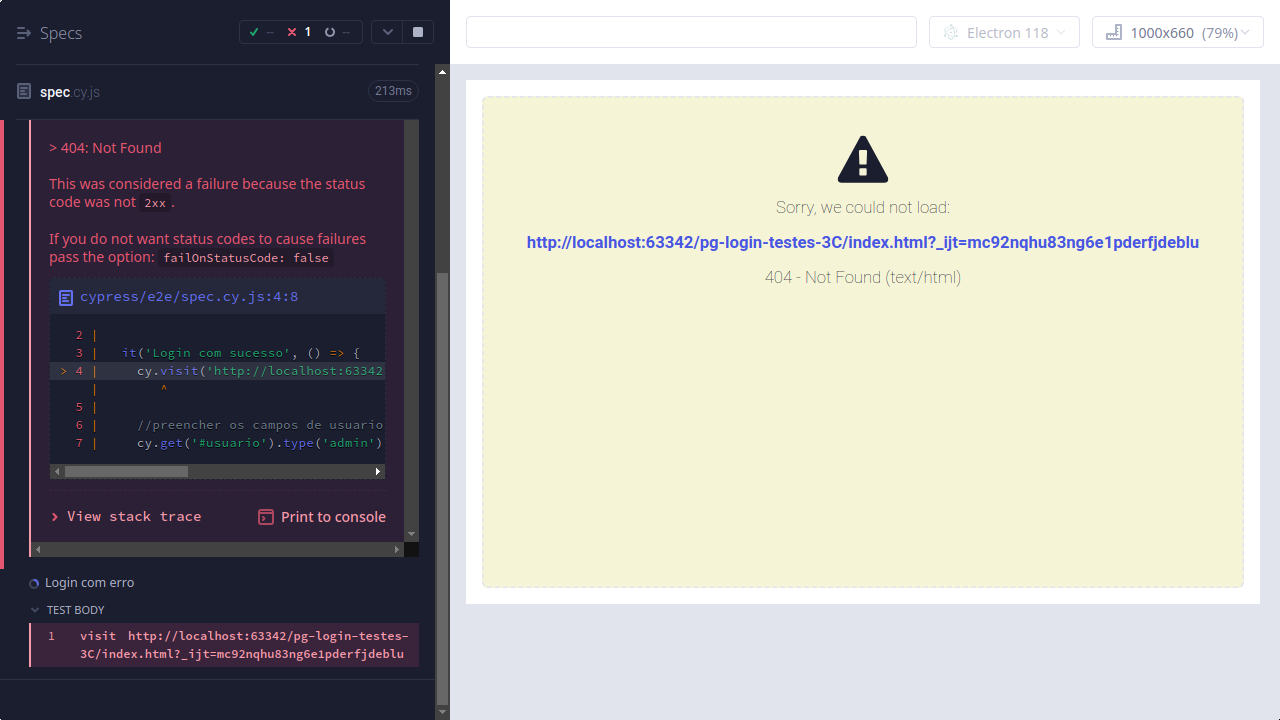 Specs
--
1
--
Electron 118
1000x660 (79%)
spec.cy.js
213ms
> 404: Not Found
This was considered a failure because the status
code was not 2xx.
If you do not want status codes to cause failures
pass the option: failOnStatusCode: false
cypress/e2e/spec.cy.js:4:8
2 |
3 | it('Login com sucesso', () => {
> 4 | cy.visit('http://localhost:63342
| ^
5 |
6 | //preencher os campos de usuario
7 | cy.get('#usuario').type('admin')
View stack trace
Print to console
Login com erro
TEST BODY
1 visit http://localhost:63342/pg-login-testes-
3C/index.html?_ijt=mc92nqhu83ng6e1pderfjdeblu
Sorry, we could not load:
http://localhost:63342/pg-login-testes-3C/index.html?_ijt=mc92nqhu83ng6e1pderfjdeblu
404 - Not Found (text/html)